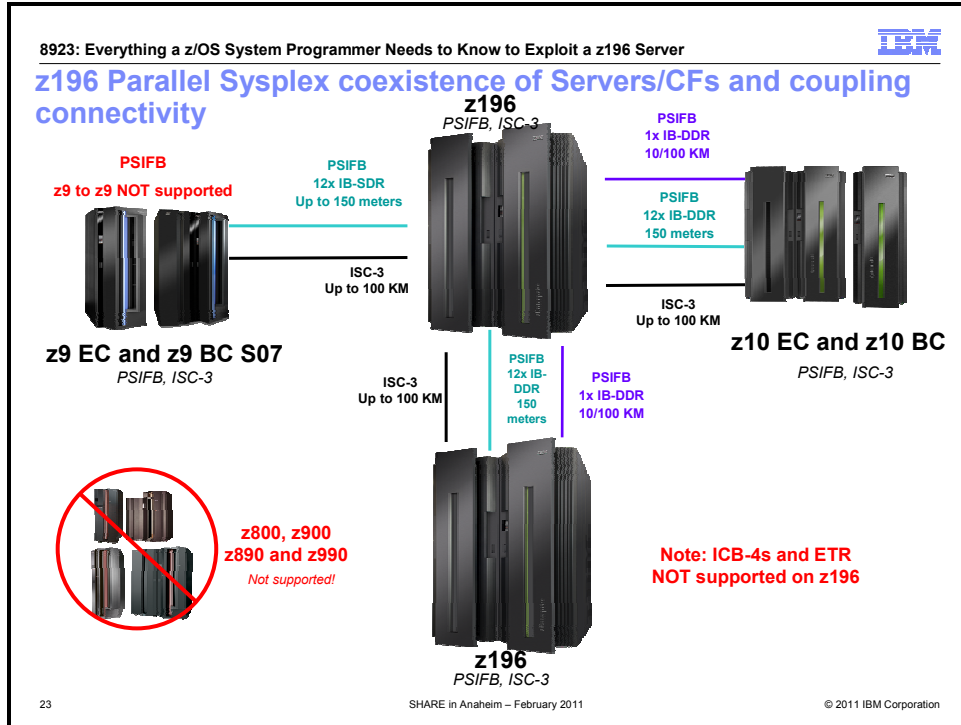 8923: Everything a z/OS System Programmer Needs to Know to Exploit a z196 Server
IBM
z196 Parallel Sysplex coexistence of Servers/CFs and coupling
connectivity
z196
PSIFB, ISC-3
PSIFB
z9 to z9 NOT supported
PSIFB
12x IB-SDR
Up to 150 meters
ISC-3
Up to 100 KM
z9 EC and z9 BC S07
PSIFB, ISC-3
PSIFB
1x IB-DDR
10/100 KM
PSIFB
12x IB-DDR
150 meters
ISC-3
Up to 100 KM
z10 EC and z10 BC
PSIFB, ISC-3
ISC-3
Up to 100 KM
PSIFB
12x IB-
DDR
150
meters
PSIFB
1x IB-DDR
10/100 KM
z800, z900
z890 and z990
Not supported!
Note: ICB-4s and ETR
NOT supported on z196
z196
PSIFB, ISC-3
23
SHARE in Anaheim – February 2011
© 2011 IBM Corporation